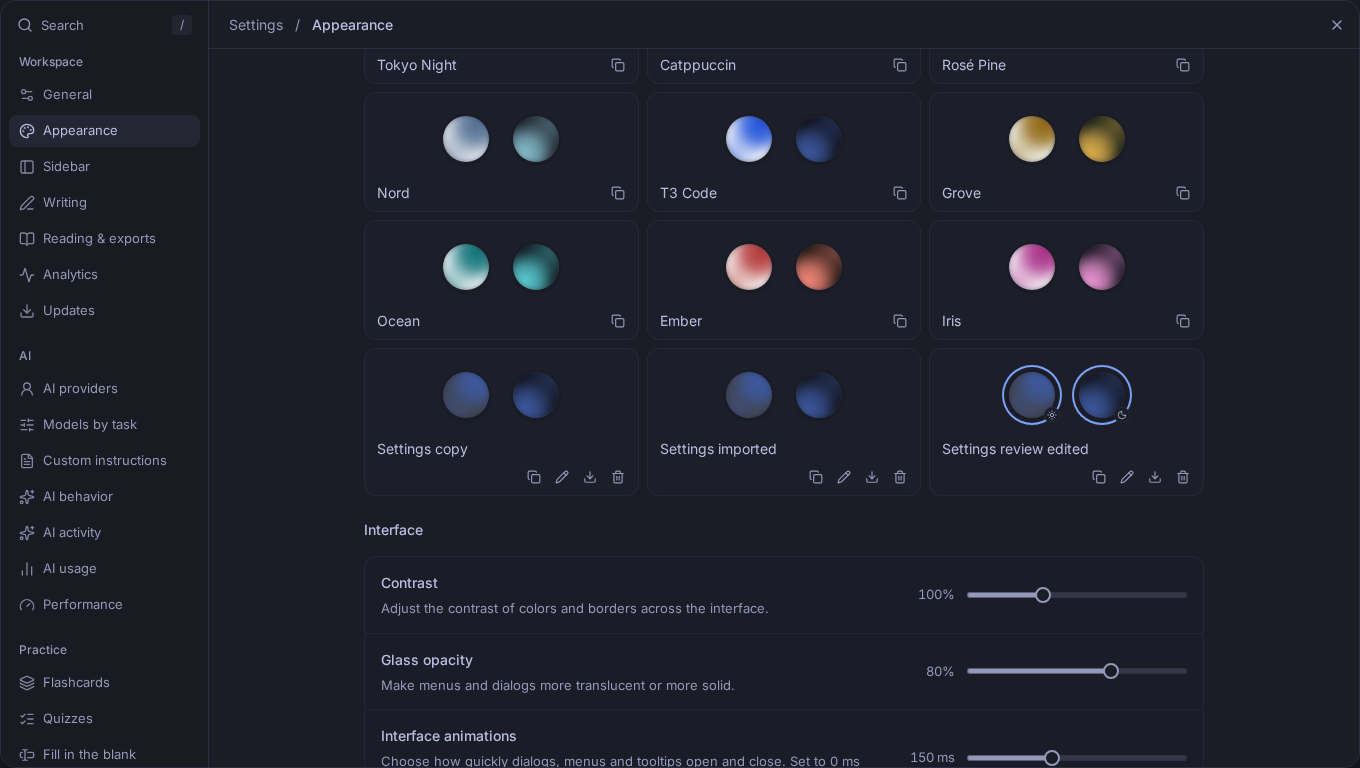 Search /
Settings / Appearance
Workspace
General
Appearance
Sidebar
Writing
Reading & exports
Analytics
Updates
AI
AI providers
Models by task
Custom instructions
AI behavior
AI activity
AI usage
Performance
Practice
Flashcards
Quizzes
Fill in the blank
Tokyo Night
Catppuccin
Rosé Pine
Nord
T3 Code
Grove
Ocean
Ember
Iris
Settings copy
Settings imported
Settings review edited
Interface
Contrast
Adjust the contrast of colors and borders across the interface.
100%
Glass opacity
Make menus and dialogs more translucent or more solid.
80%
Interface animations
Choose how quickly dialogs, menus and tooltips open and close. Set to 0 ms
150 ms